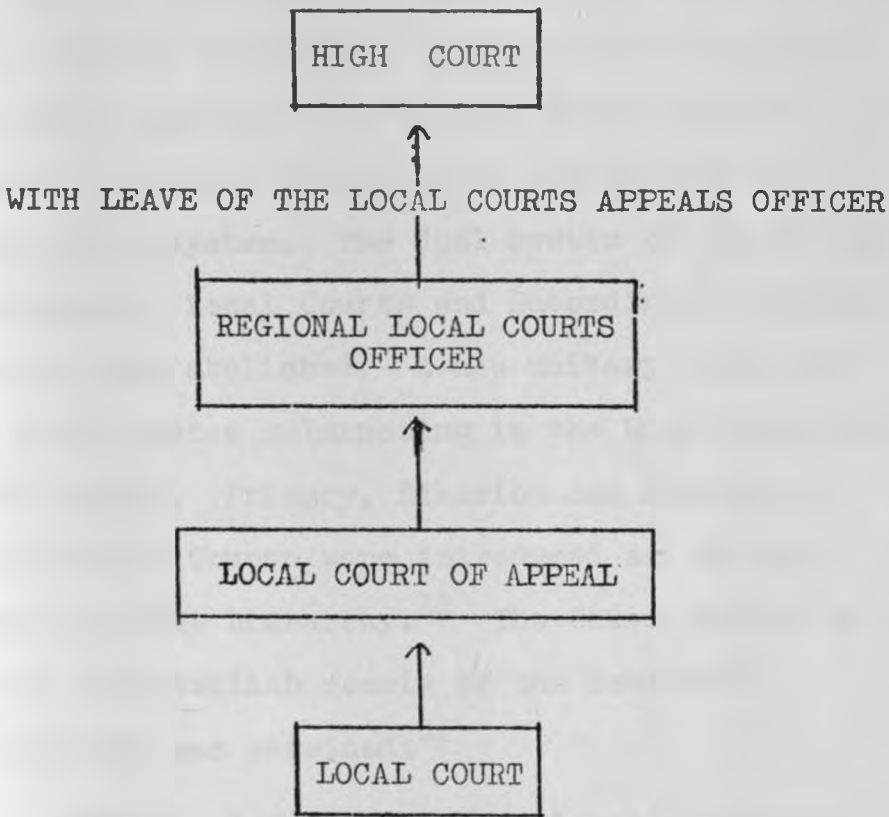 HIGH COURT
WITH LEAVE OF THE LOCAL COURTS APPEALS OFFICER
REGIONAL LOCAL COURTS
OFFICER
LOCAL COURT OF APPEAL
LOCAL COURT